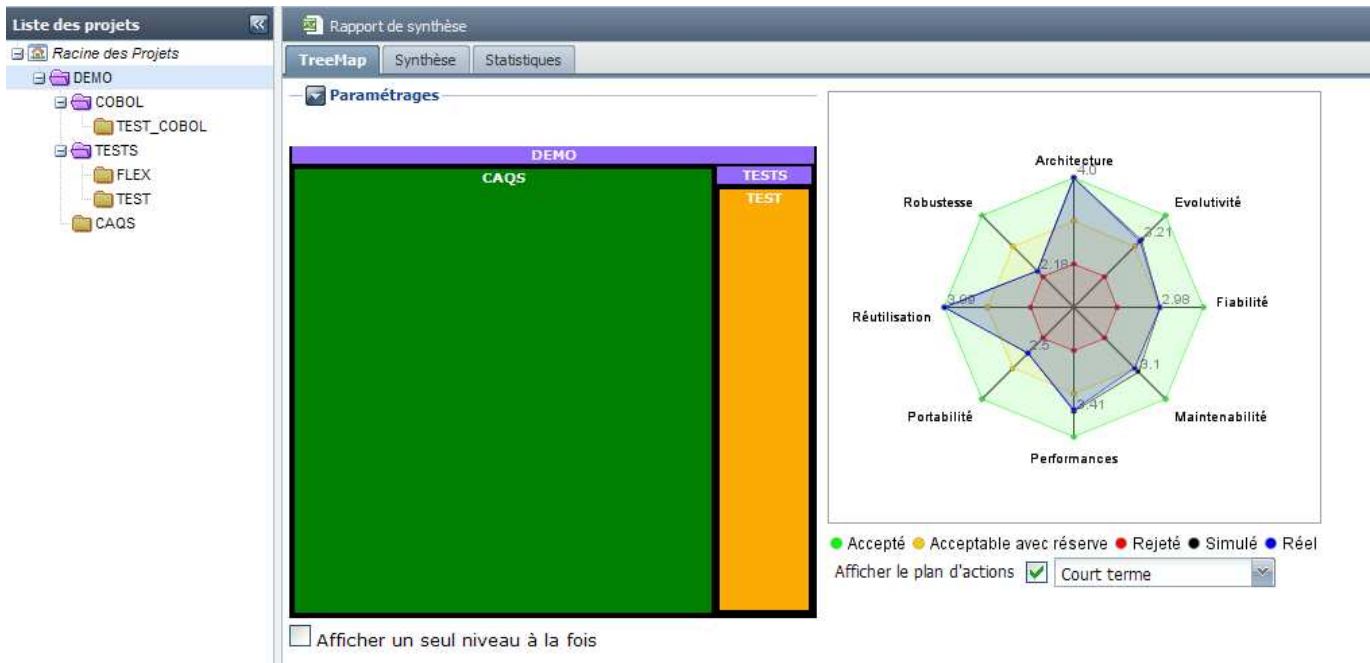 Liste des projets
Racine des Projets
DEMO
COBOL
TEST_COBOL
TESTS
FLEX
TEST
CAQS
Rapport de synthèse
TreeMap Synthèse Statistiques
Paramétrages
DEMO
CAQS
TESTS
TEST
Afficher un seul niveau à la fois
Architecture
4.0
Robustesse
Evolutivité
3.21
2.18
3.99
2.98
Fiabilité
Réutilisation
2.5
3.1
3.41
Portabilité
Maintenabilité
Performances
Accepté Acceptable avec réserve Rejeté Simulé Réel
Afficher le plan d'actions Court terme